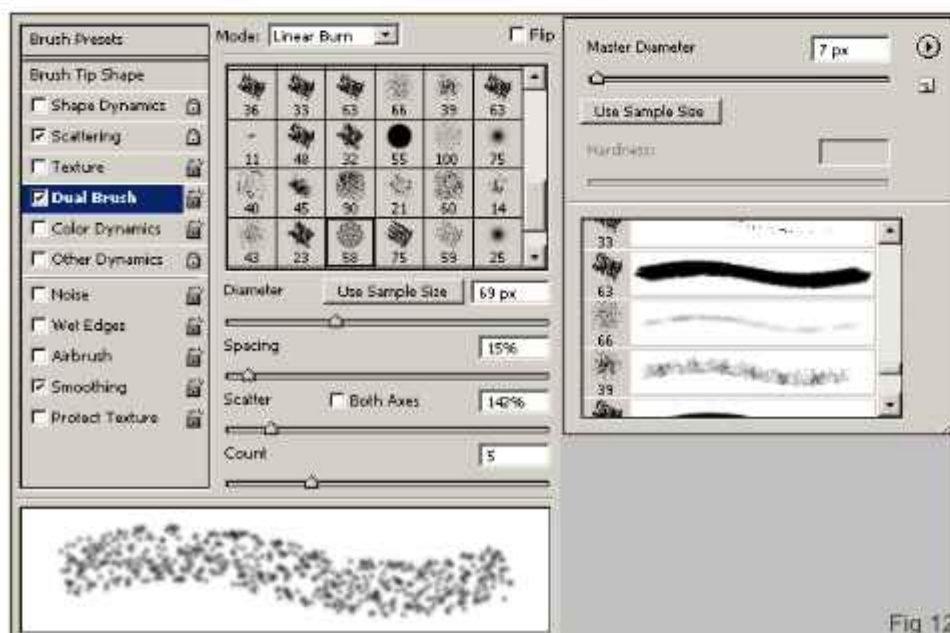 Brush Presets
Brush Tip Shape
Shape Dynamics
Scattering
Texture
Dual Brush
Color Dynamics
Other Dynamics
Noise
Wet Edges
Airbrush
Smoothing
Protect Texture
Mode: Linear Burn Flip
36 33 63 66 39 63
11 48 32 55 100 75
40 45 90 21 60 14
43 23 58 75 59 25
Diameter Use Sample Size 69 px
Spacing 15%
Scatter Both Axes 142%
Count 5
Master Diameter 7 px
Use Sample Size
Hardness:
33
63
66
39
Fig 12